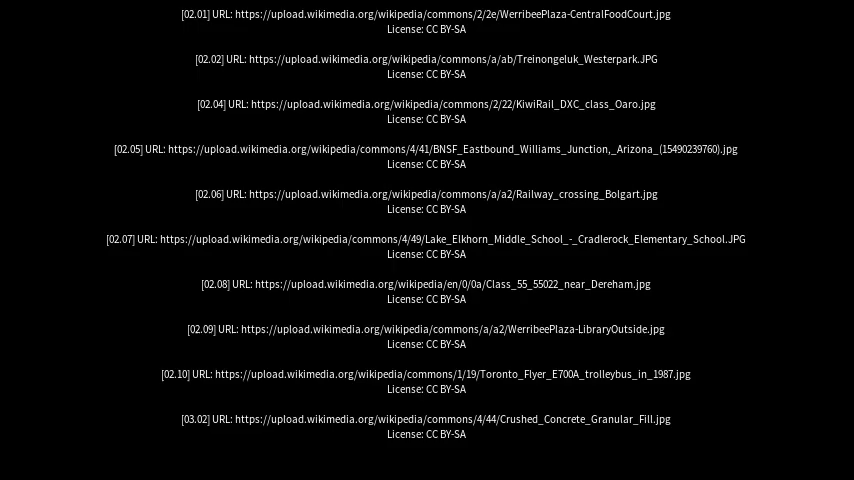 [02.01] URL: https://upload.wikimedia.org/wikipedia/commons/2/2e/WerribeePlaza-CentralFoodCourt.jpg
License: CC BY-SA
[02.02] URL: https://upload.wikimedia.org/wikipedia/commons/a/ab/Treinongeluk_Westerpark.JPG
License: CC BY-SA
[02.04] URL: https://upload.wikimedia.org/wikipedia/commons/2/22/KiwiRail_DXC_class_Oaro.jpg
License: CC BY-SA
[02.05] URL: https://upload.wikimedia.org/wikipedia/commons/4/41/BNSF_Eastbound_Williams_Junction,_Arizona_(15490239760).jpg
License: CC BY-SA
[02.06] URL: https://upload.wikimedia.org/wikipedia/commons/a/a2/Railway_crossing_Bolgart.jpg
License: CC BY-SA
[02.07] URL: https://upload.wikimedia.org/wikipedia/commons/4/49/Lake_Elkhorn_Middle_School_-_Cradlerock_Elementary_School.JPG
License: CC BY-SA
[02.08] URL: https://upload.wikimedia.org/wikipedia/en/0/0a/Class_55_55022_near_Dereham.jpg
License: CC BY-SA
[02.09] URL: https://upload.wikimedia.org/wikipedia/commons/a/a2/WerribeePlaza-LibraryOutside.jpg
License: CC BY-SA
[02.10] URL: https://upload.wikimedia.org/wikipedia/commons/1/19/Toronto_Flyer_E700A_trolleybus_in_1987.jpg
License: CC BY-SA
[03.02] URL: https://upload.wikimedia.org/wikipedia/commons/4/44/Crushed_Concrete_Granular_Fill.jpg
License: CC BY-SA